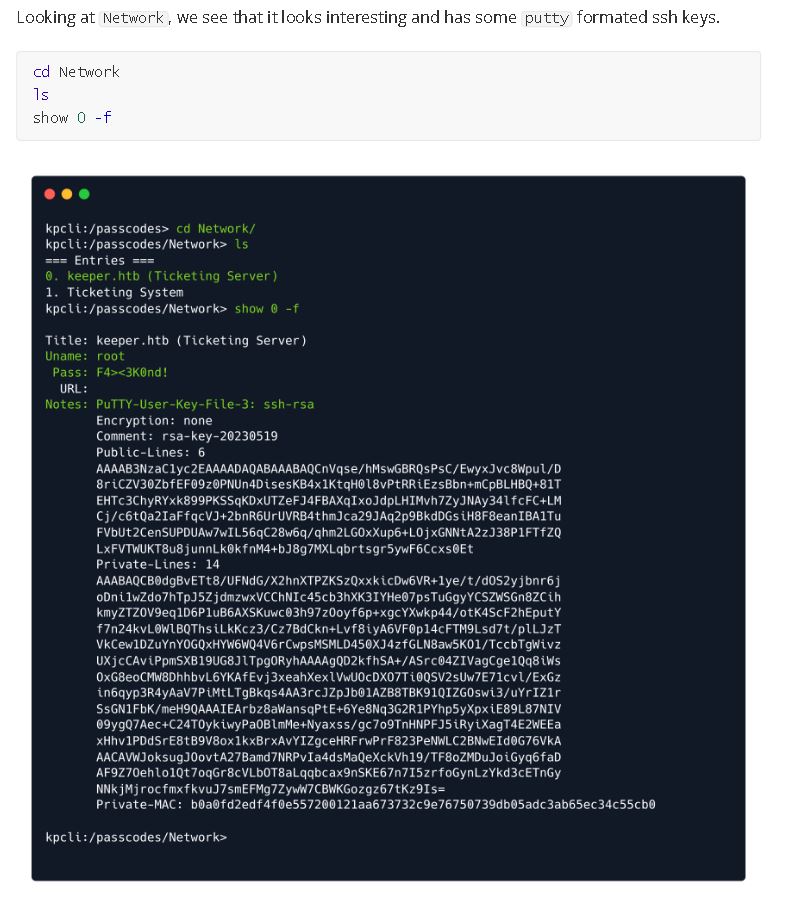 Looking at Network, we see that it looks interesting and has some putty formated ssh keys.
cd Network
ls
show 0 -f
kpcli:/passcodes> cd Network/
kpcli:/passcodes/Network> ls
=== Entries ===
0. keeper.htb (Ticketing Server)
1. Ticketing System
kpcli:/passcodes/Network> show 0 -f
Title: keeper.htb (Ticketing Server)
Uname: root
Pass: F4><3K0nd!
URL:
Notes: PuTTY-User-Key-File-3: ssh-rsa
Encryption: none
Comment: rsa-key-20230519
Public-Lines: 6
AAAAB3NzaC1yc2EAAAADAQABAAABAQCnVqse/hMswGBRQsPsC/EwyxJvc8Wpul/D
8riCZV30ZbfEF09z0PNUn4DisesKB4x1KtqH0l8vPtRRiEzsBbn+mCpBLHBQ+81T
EHTc3ChyRYxk899PKSSqKDxUTZeFJ4FBAXqIxoJdpLHIMvh7ZyJNAy34lfcFC+LM
Cj/c6tQa2IaFfqcVJ+2bnR6UrUVRB4thmJca29JAq2p9BkdDGsiH8F8eanIBA1Tu
FVbUt2CenSUPDUAw7wIL56qC28w6q/qhm2LGOxXup6+LOjxGNNtA2zJ38P1FTfZQ
LxFVTWUKT8u8junnLk0kfnM4+bJ8g7MXLqbrtsgr5ywF6Ccxs0Et
Private-Lines: 14
AAABAQCB0dgBvETt8/UFNdG/X2hnXTPZKSzQxxkicDw6VR+1ye/t/dOS2yjbnr6j
oDni1wZdo7hTpJ5ZjdmzwxVCChNIc45cb3hXK3IYHe07psTuGgyYCSZWSGn8ZCih
kmyZTZOV9eq1D6P1uB6AXSKuwc03h97zOoyf6p+xgcYXwkp44/otK4ScF2hEputY
f7n24kvL0WlBQThsiLkKcz3/Cz7BdCkn+Lvf8iyA6VF0p14cFTM9Lsd7t/plLJzT
VkCew1DZuYnYOGQxHYW6WQ4V6rCwpsMSMLD450XJ4zfGLN8aw5KO1/TccbTgWivz
UXjcCAviPpmSXB19UG8JlTpgORyhAAAAgQD2kfhSA+/ASrc04ZIVagCge1Qq8iWs
OxG8eoCMW8DhhbvL6YKAfEvj3xeahXexlVwUOcDXO7Ti0QSV2sUw7E71cvl/ExGz
in6qyp3R4yAaV7PiMtLTgBkqs4AA3rcJZpJb01AZB8TBK91QIZGOswi3/uYrIZ1r
SsGN1FbK/meH9QAAAIEArbz8aWansqPtE+6Ye8Nq3G2R1PYhp5yXpxiE89L87NIV
09ygQ7Aec+C24TOykiwyPaOBlmMe+Nyaxss/gc7o9TnHNPFJ5iRyiXagT4E2WEEa
xHhv1PDdSrE8tB9V8ox1kxBrxAvYIZgceHRFrwPrF823PeNWLC2BNwEId0G76VkA
AACAVWJoksugJOovtA27Bamd7NRPvIa4dsMaQeXckVh19/TF8oZMDuJoiGyq6faD
AF9Z7Oehlo1Qt7oqGr8cVLbOT8aLqqbcax9nSKE67n7I5zrfoGynLzYkd3cETnGy
NNkjMjrocfmxfkvuJ7smEFMg7ZywW7CBWKGozgz67tKz9Is=
Private-MAC: b0a0fd2edf4f0e557200121aa673732c9e76750739db05adc3ab65ec34c55cb0
kpcli:/passcodes/Network>